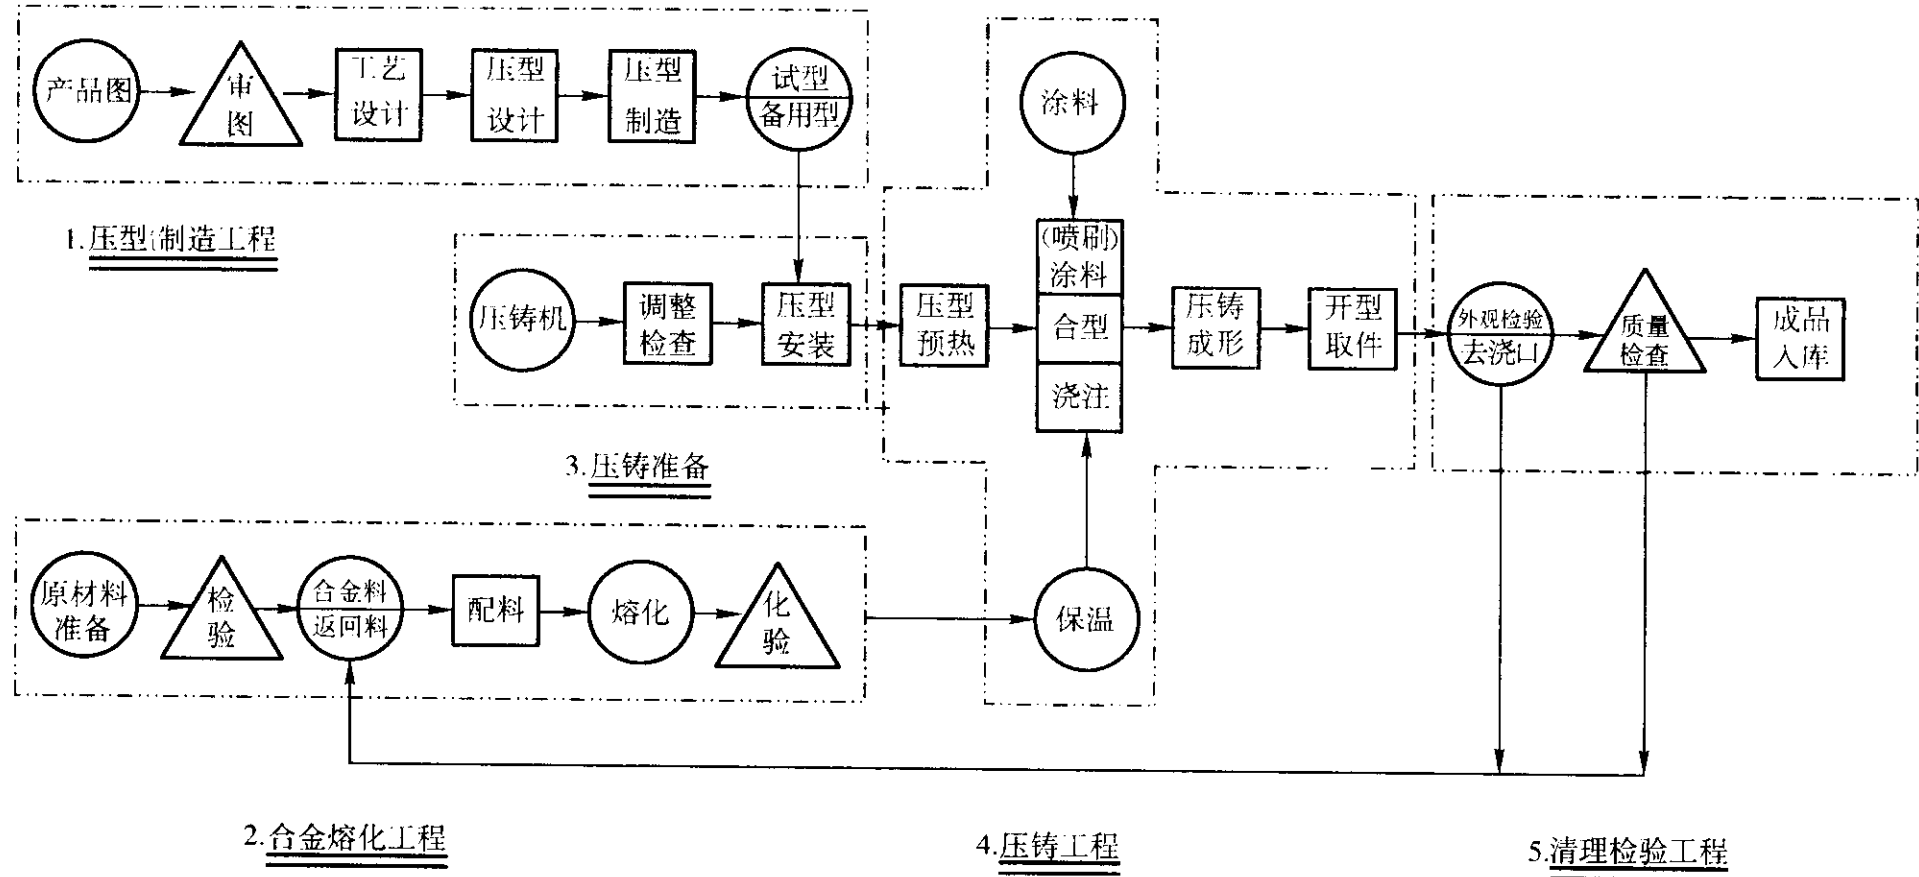 产品图
审
图
工艺
设计
压型
设计
压型
制造
试型
备用型
1.压型制造工程
涂料
压铸机
调整
检查
压型
安装
3.压铸准备
压型
预热
(喷刷)
涂料
合型
浇注
压铸
成形
开型
取件
外观检验
去浇口
质量
检查
成品
入库
原材料
准备
检
验
合金料
返回料
配料
熔化
化
验
保温
2.合金熔化工程
4.压铸工程
5.清理检验工程